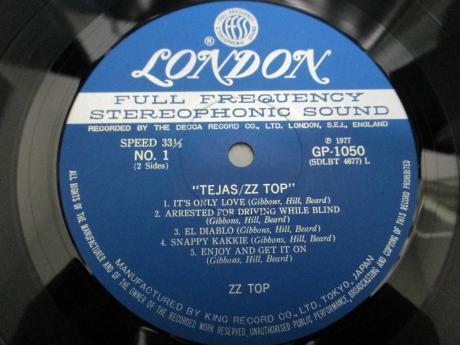 FULL FREQUENCY STEREOPHONIC SOUND
ffss
®
LONDON
FULL FREQUENCY
STEREOPHONIC SOUND
RECORDED BY THE DECCA RECORD CO., LTD. LONDON, S.E.I., ENGLAND
SPEED 33⅓
NO. 1
(2 Sides)
℗ 1977
GP-1050
(SDLBT 4677) L
"TEJAS/ZZ TOP"
1. IT'S ONLY LOVE (Gibbons, Hill, Beard)
2. ARRESTED FOR DRIVING WHILE BLIND
(Gibbons, Hill, Beard)
3. EL DIABLO (Gibbons, Hill, Beard)
4. SNAPPY KAKKIE (Gibbons, Hill, Beard)
5. ENJOY AND GET IT ON
(Gibbons, Hill, Beard)
ZZ TOP
MANUFACTURED BY KING RECORD CO., LTD. TOKYO, JAPAN
ALL RIGHTS OF THE MANUFACTURER AND OF THE OWNER OF THE RECORDED WORK RESERVED. UNAUTHORISED PUBLIC PERFORMANCE, BROADCASTING AND COPYING OF THIS RECORD PROHIBITED